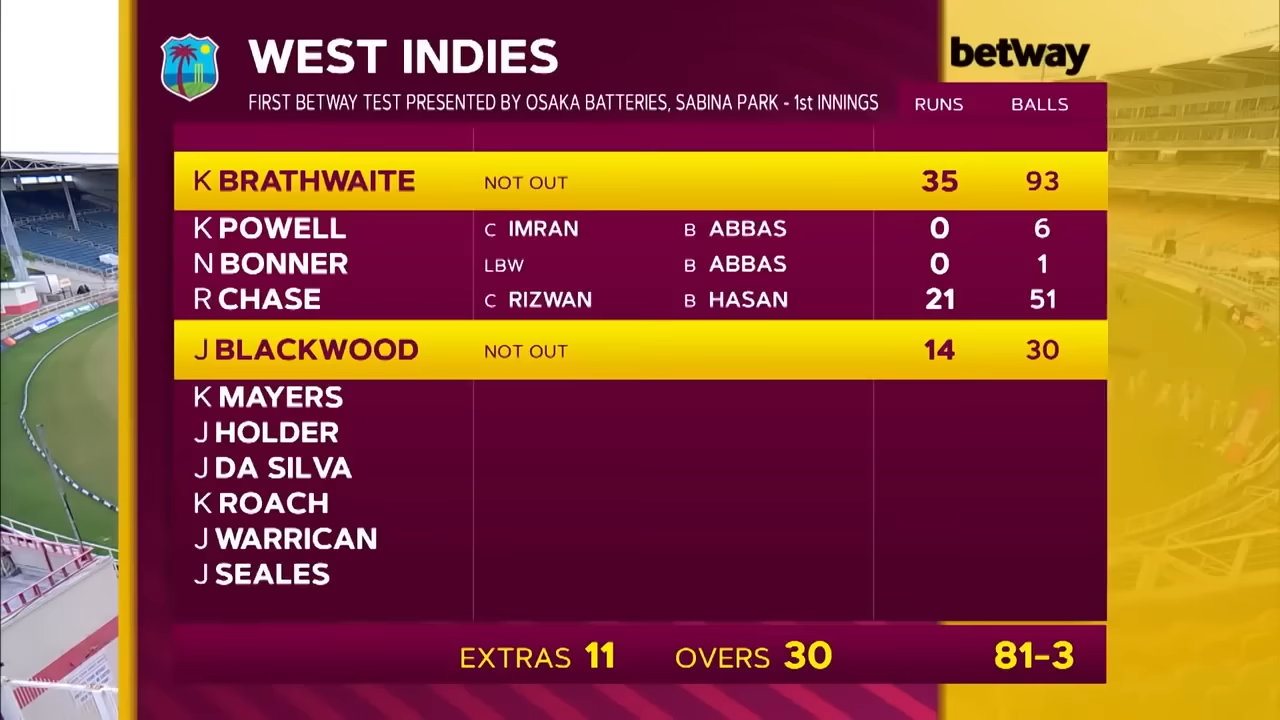 WEST INDIES
betway
FIRST BETWAY TEST PRESENTED BY OSAKA BATTERIES, SABINA PARK - 1st INNINGS RUNS BALLS
K BRATHWAITE NOT OUT 35 93
K POWELL C IMRAN B ABBAS 0 6
N BONNER LBW B ABBAS 0 1
R CHASE C RIZWAN B HASAN 21 51
J BLACKWOOD NOT OUT 14 30
K MAYERS
J HOLDER
J DA SILVA
K ROACH
J WARRICAN
J SEALES
EXTRAS 11 OVERS 30 81-3